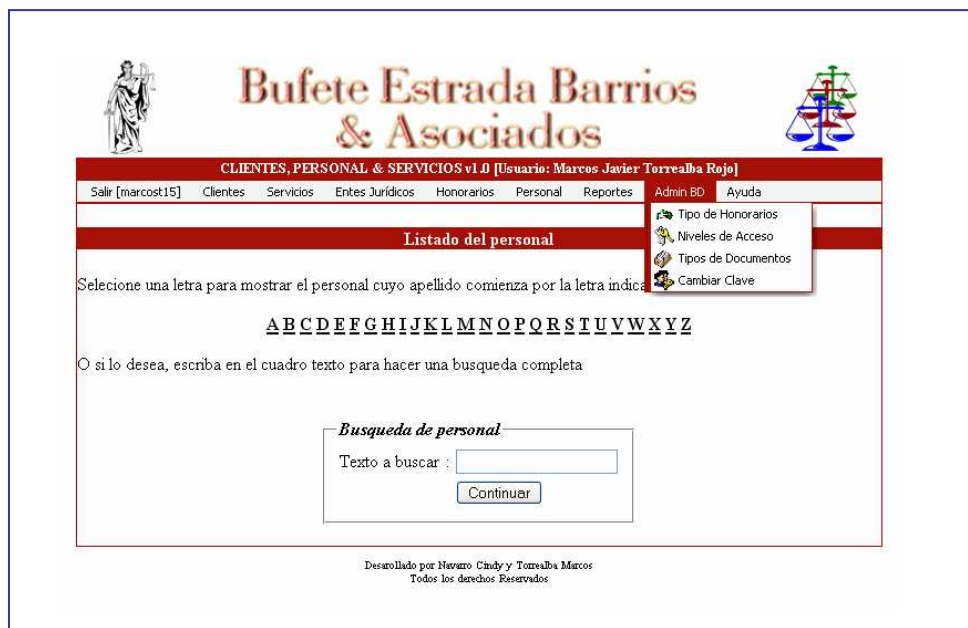 Bufete Estrada Barrios
& Asociados
CLIENTES, PERSONAL & SERVICIOS v1.0 [Usuario: Marcos Javier Torrealba Rojo]
Salir [marcost15] Clientes Servicios Entes Jurídicos Honorarios Personal Reportes Admin BD Ayuda
Tipo de Honorarios
Niveles de Acceso
Tipos de Documentos
Cambiar Clave
Listado del personal
Selecione una letra para mostrar el personal cuyo apellido comienza por la letra indica
A B C D E F G H I J K L M N O P Q R S T U V W X Y Z
O si lo desea, escriba en el cuadro texto para hacer una busqueda completa
Busqueda de personal
Texto a buscar :
Continuar
Desarollado por Navarro Cindy y Torrealba Marcos
Todos los derechos Reservados